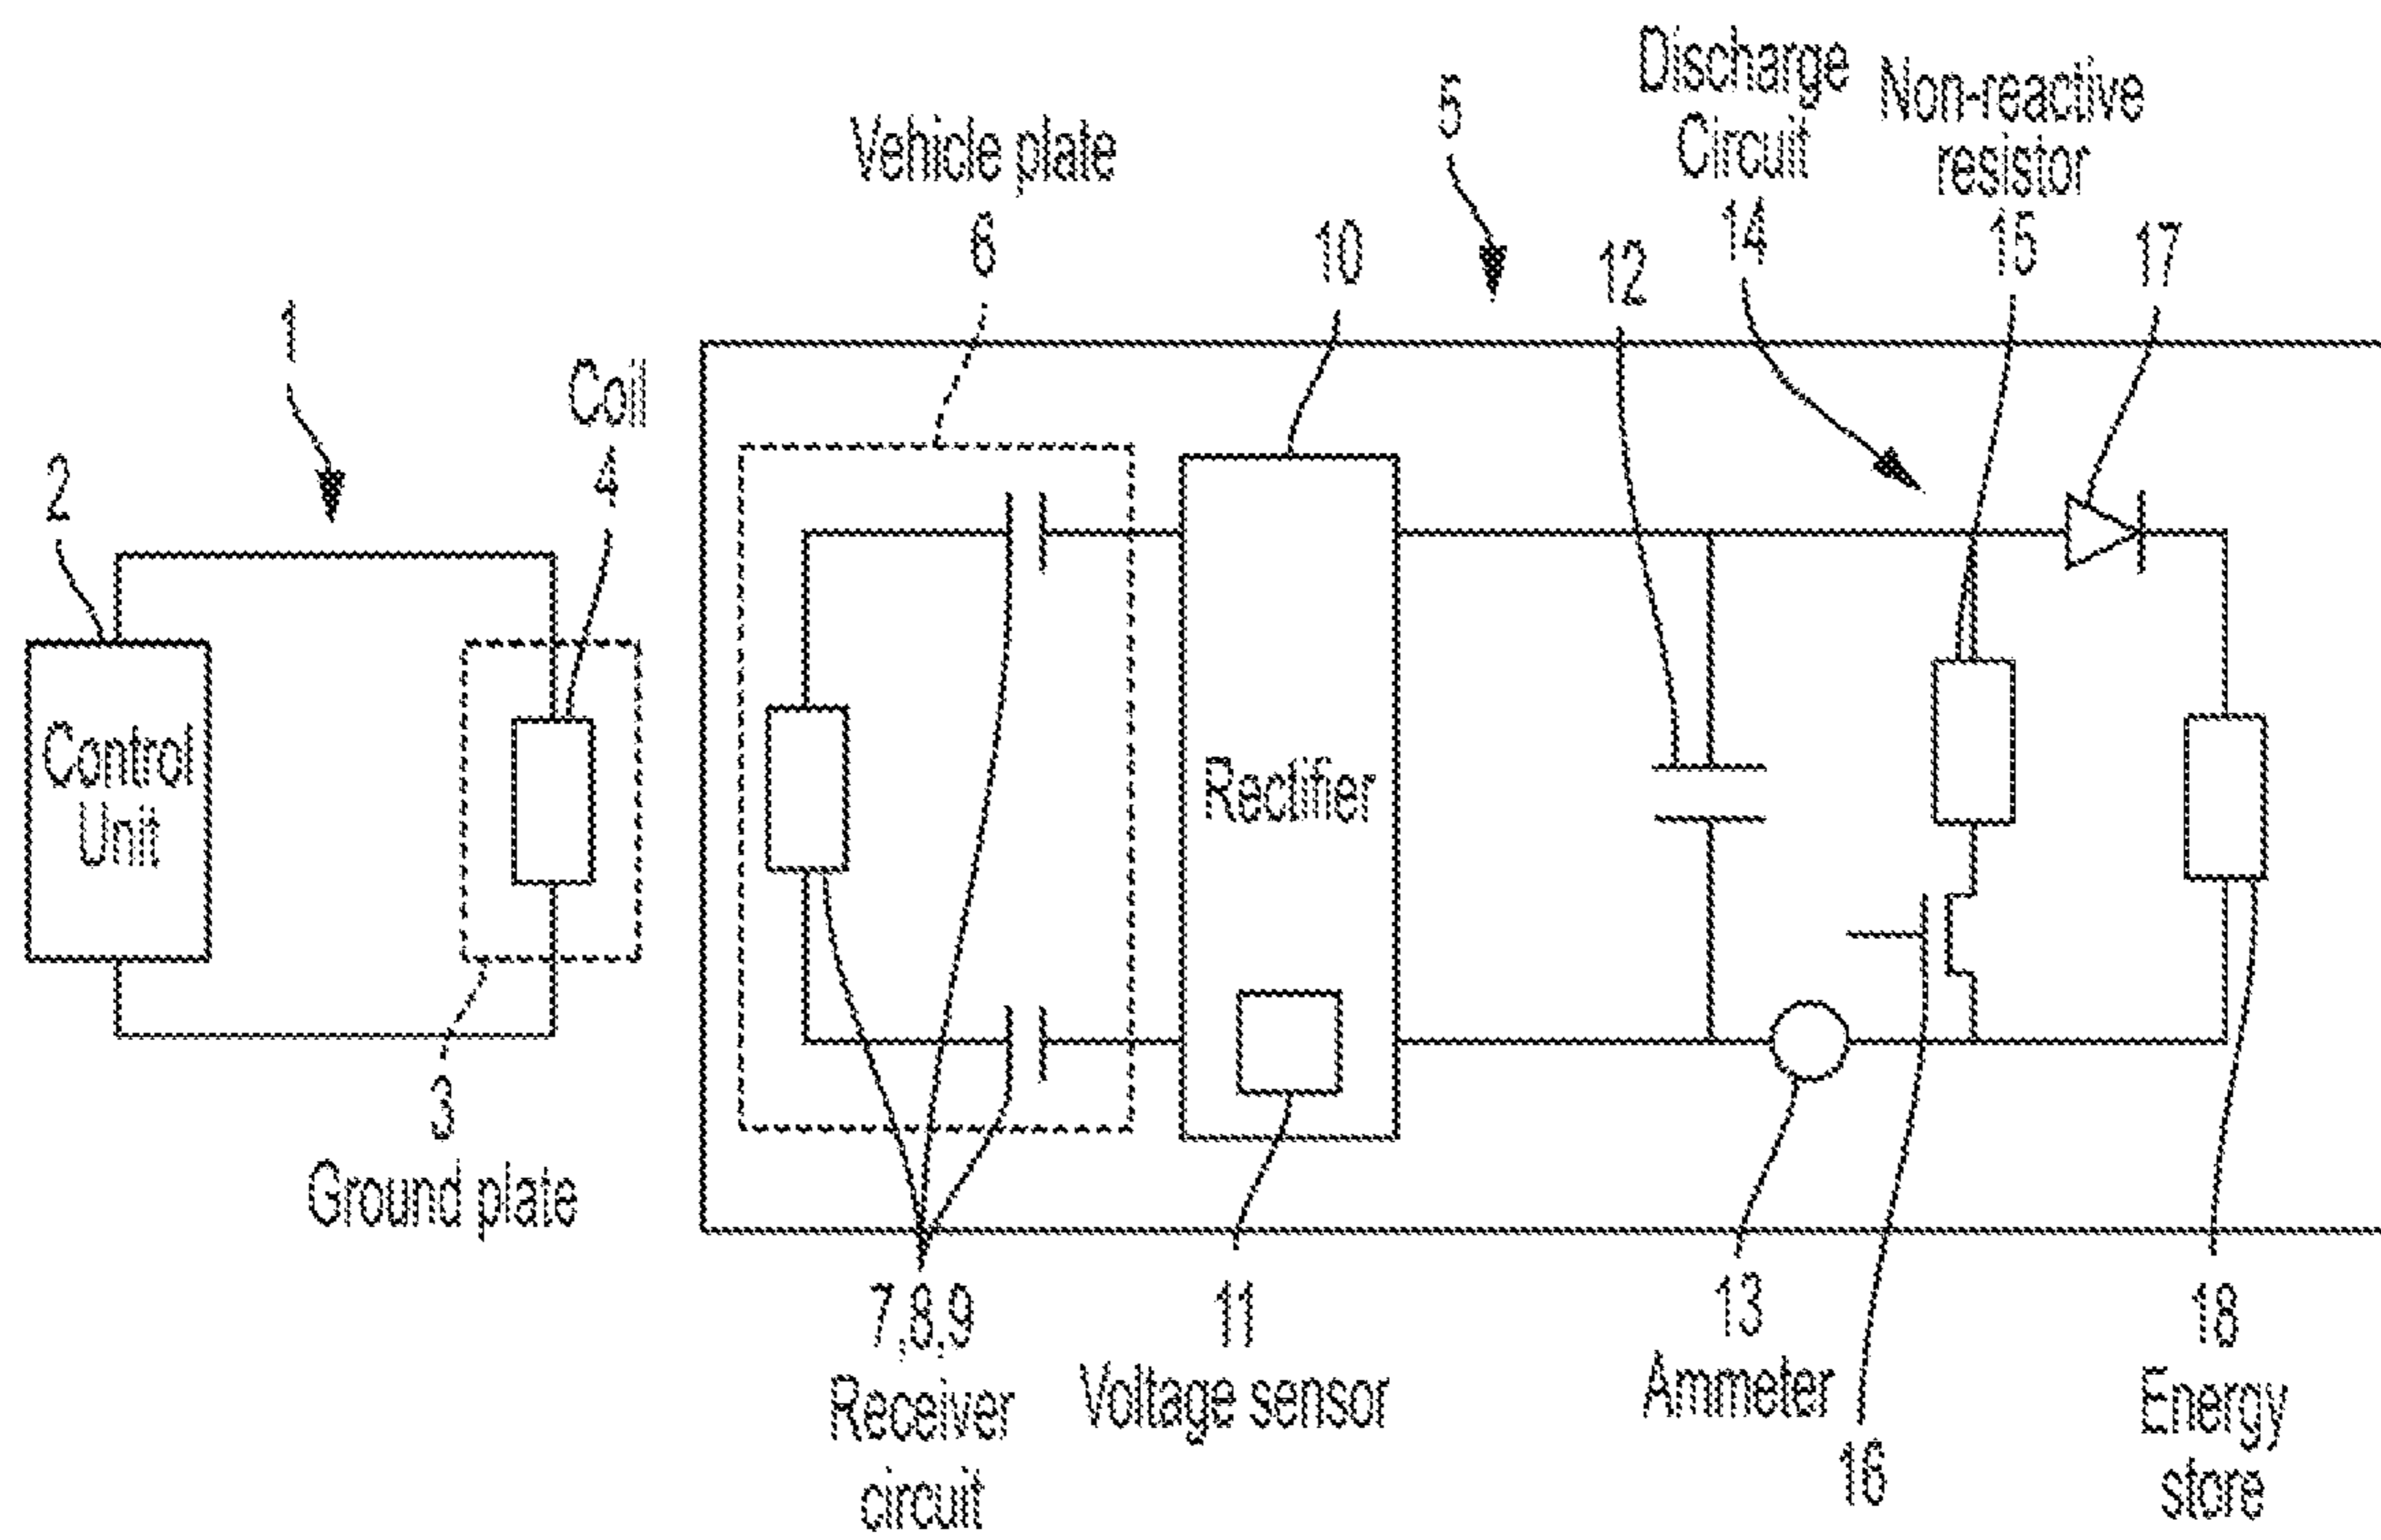 Discharge
Circuit
14
Non-reactive
resistor
15
5
Vehicle plate
6
10
12
17
1
Coil
4
2
Control
Unit
Rectifier
3
Ground plate
7,8,9
Receiver
circuit
11
Voltage sensor
13
Ammeter
16
18
Energy
store